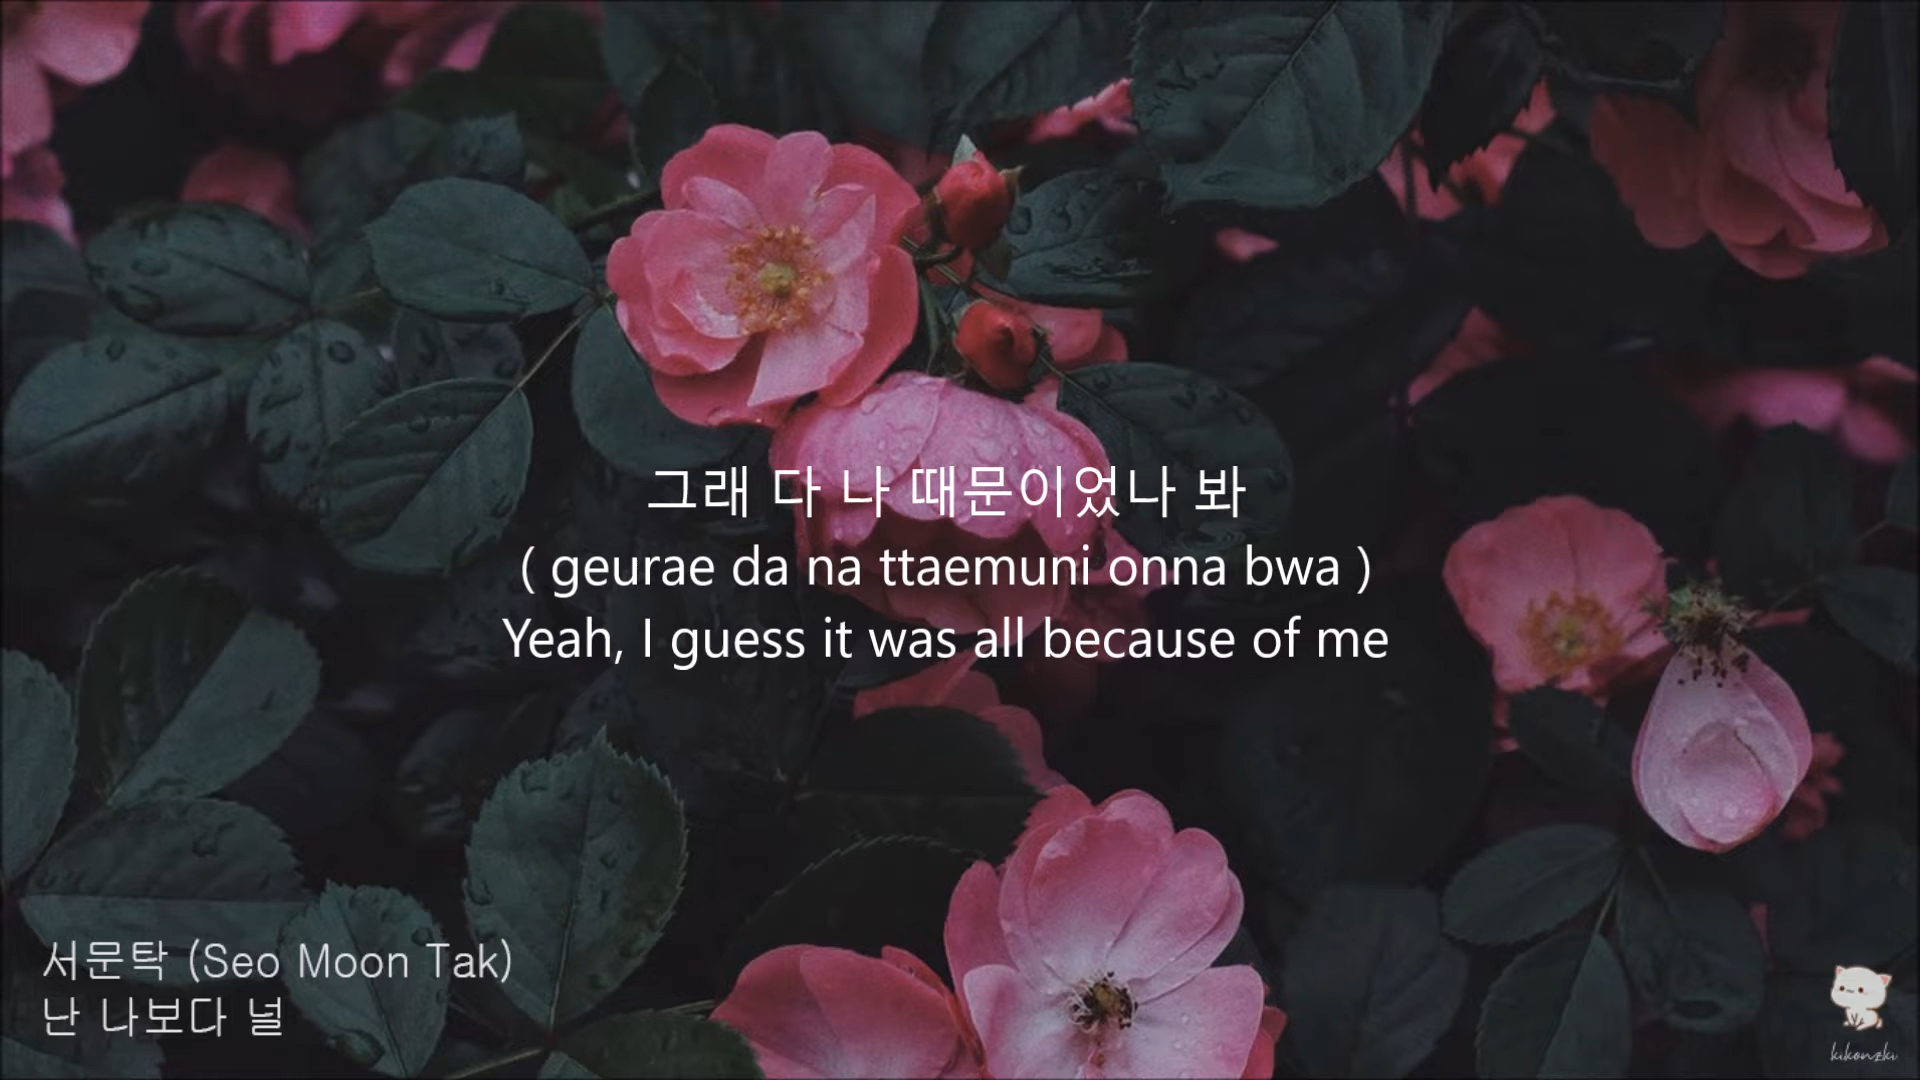 그래 다 나 때문이었나 봐
( geurae da na ttaemuni onna bwa )
Yeah, I guess it was all because of me
서문탁 (Seo Moon Tak)
난 나보다 널
kikonzki